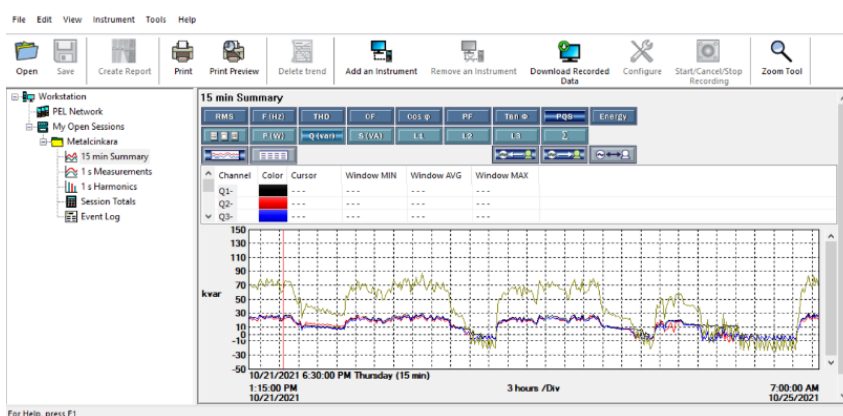 File Edit View Instrument Tools Help
Open Save Create Report Print Print Preview Delete trend Add an Instrument Remove an Instrument Download Recorded Data Configure Start/Cancel/Stop Recording Zoom Tool
Workstation
PEL Network
My Open Sessions
Metalcinkara
15 min Summary
1 s Measurements
1 s Harmonics
Session Totals
Event Log
15 min Summary
RMS F (Hz) THD CF Cos φ PF Tan Φ PQS Energy
P (W) Q (var) S (VA) L1 L2 L3 Σ
Channel Color Cursor Window MIN Window AVG Window MAX
Q1- --- --- --- ---
Q2- --- --- --- ---
Q3- --- --- --- ---
150
130
110
90
70
kvar
50
30
10
0
-10
-30
-50
10/21/2021 6:30:00 PM Thursday (15 min)
1:15:00 PM 3 hours /Div 7:00:00 AM
10/21/2021 10/25/2021
For Help, press F1